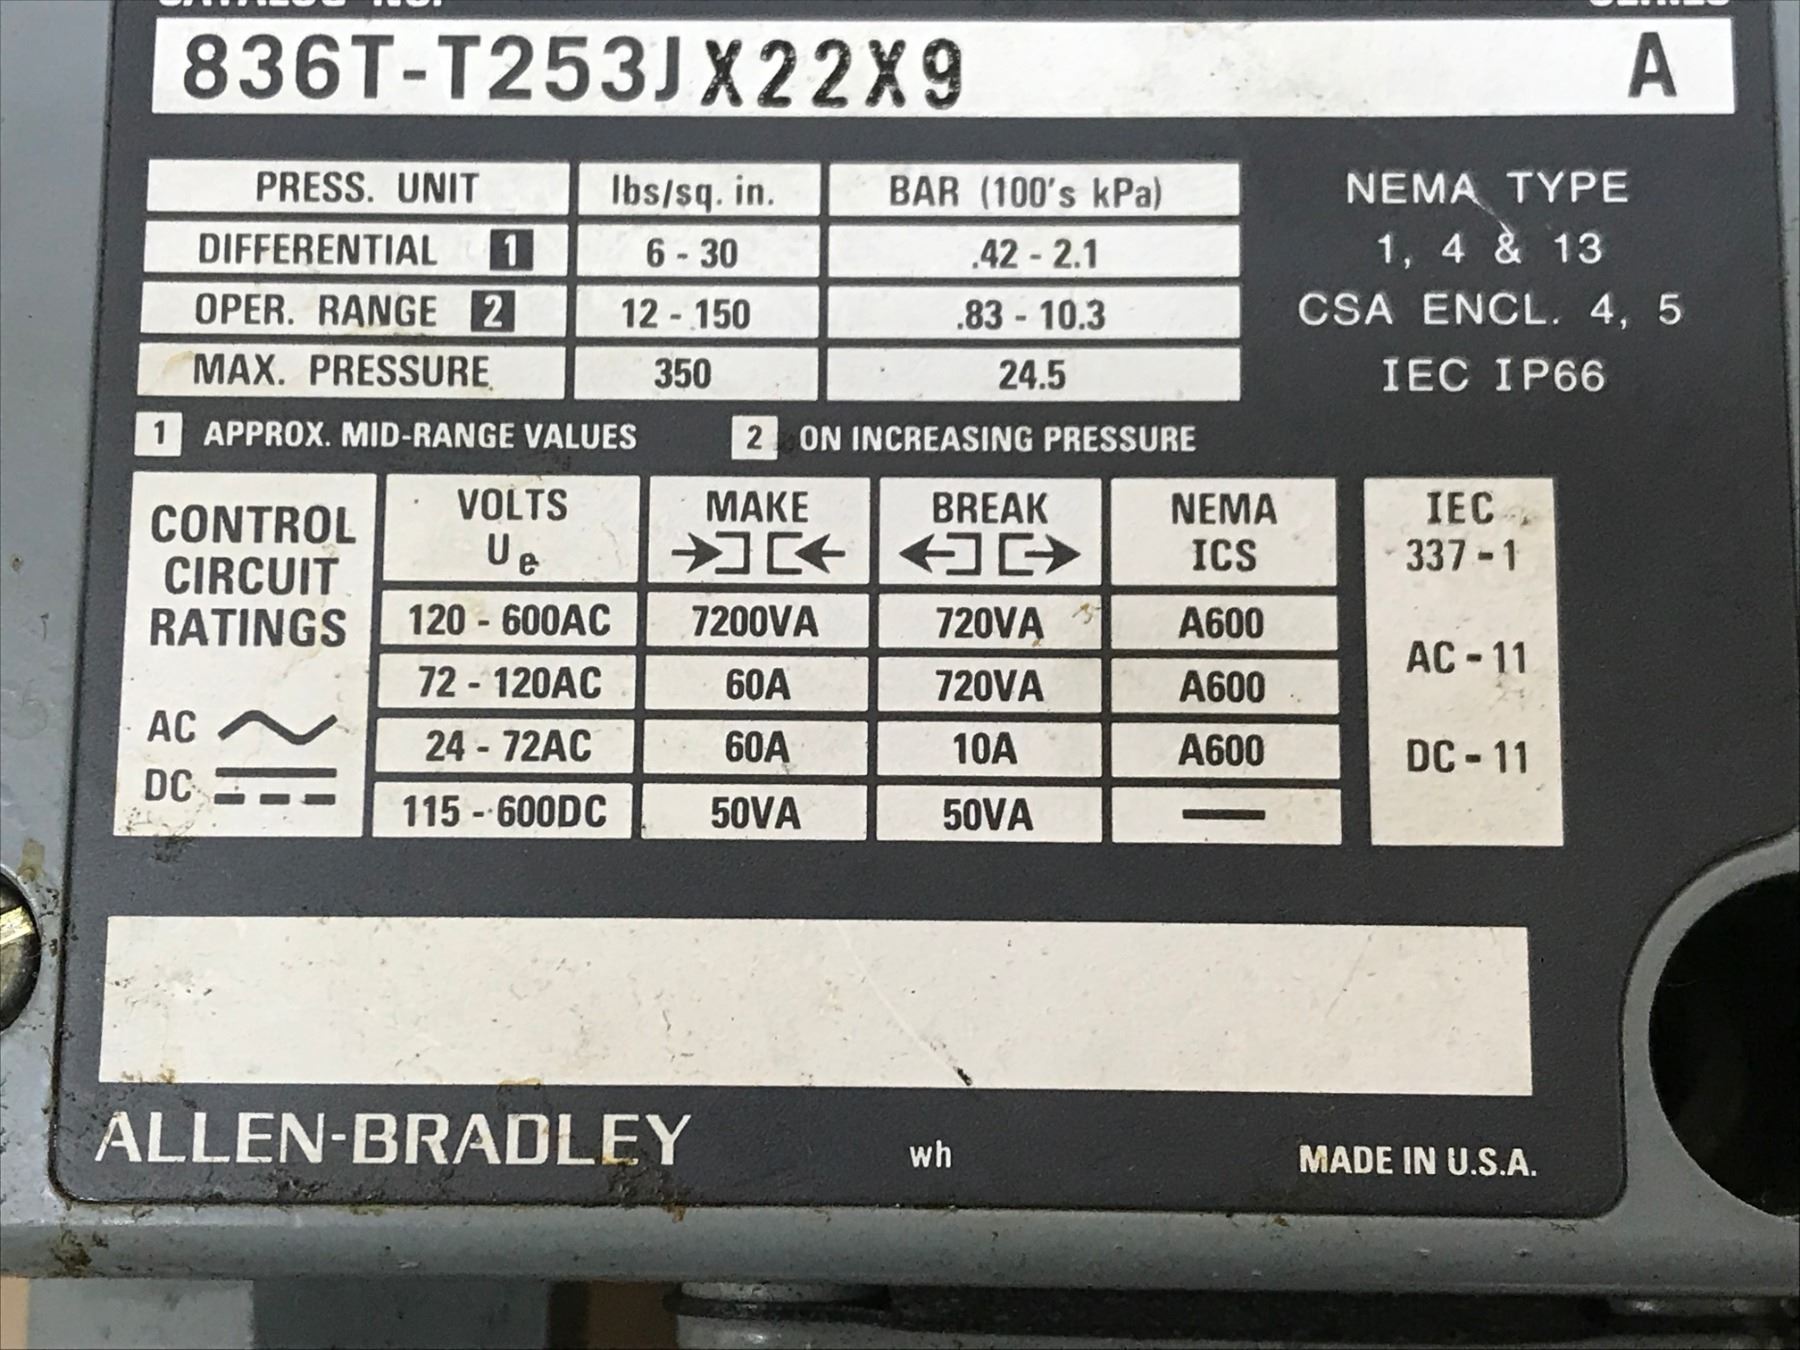 CATALOG NO. SERIES
836T-T253JX22X9 A
PRESS. UNIT lbs/sq. in. BAR (100's kPa)
DIFFERENTIAL 1 6 - 30 .42 - 2.1
OPER. RANGE 2 12 - 150 .83 - 10.3
MAX. PRESSURE 350 24.5
NEMA TYPE
1, 4 & 13
CSA ENCL. 4, 5
IEC IP66
1 APPROX. MID-RANGE VALUES 2 ON INCREASING PRESSURE
CONTROL
CIRCUIT
RATINGS
AC
DC
VOLTS MAKE BREAK NEMA
Ue ICS
120 - 600AC 7200VA 720VA A600
72 - 120AC 60A 720VA A600
24 - 72AC 60A 10A A600
115 - 600DC 50VA 50VA —
IEC
337-1
AC-11
DC-11
ALLEN-BRADLEY wh MADE IN U.S.A.